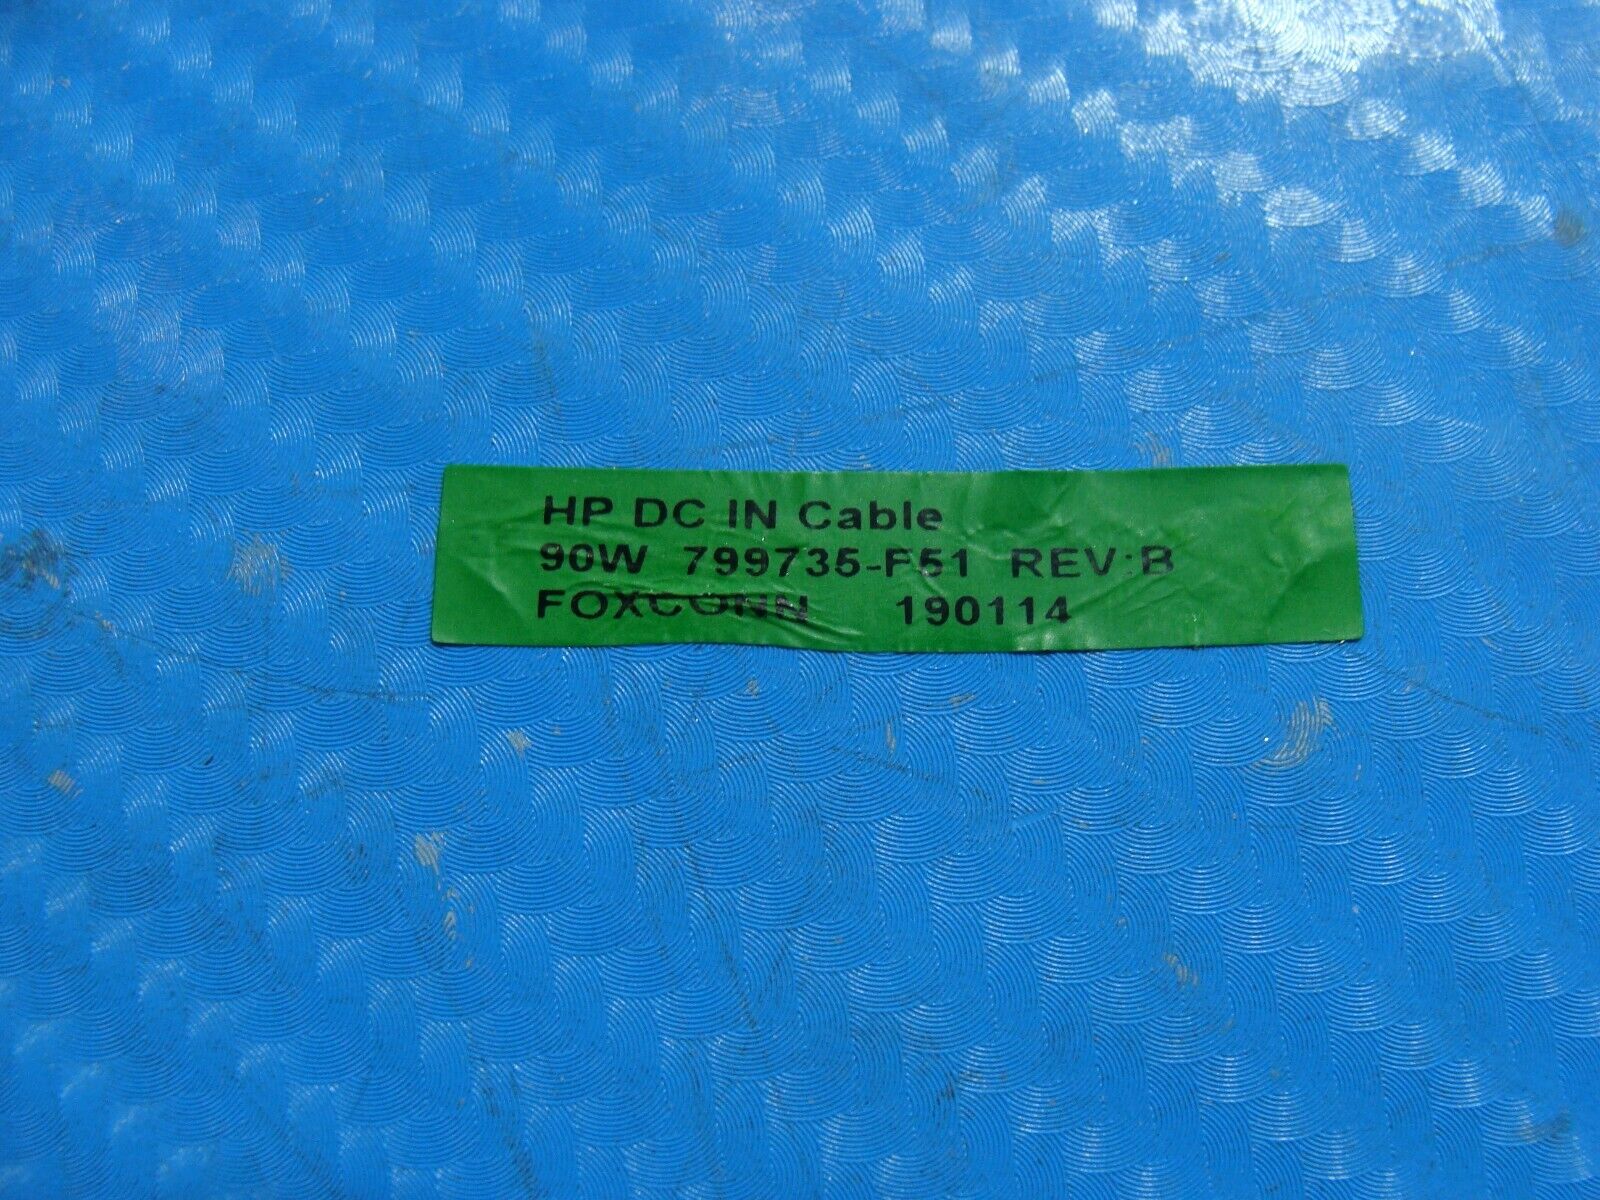 HP DC IN Cable
90W 799735-F51 REV:B
FOXCONN 190114